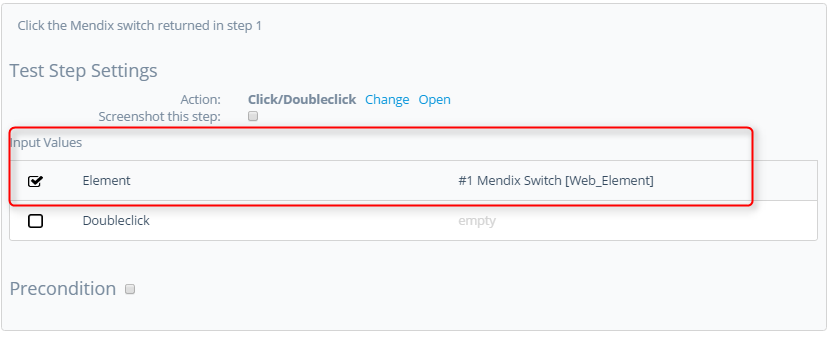 Click the Mendix switch returned in step 1
Test Step Settings
Action: Click/Doubleclick Change Open
Screenshot this step:
Input Values
Element #1 Mendix Switch [Web_Element]
Doubleclick empty
Precondition